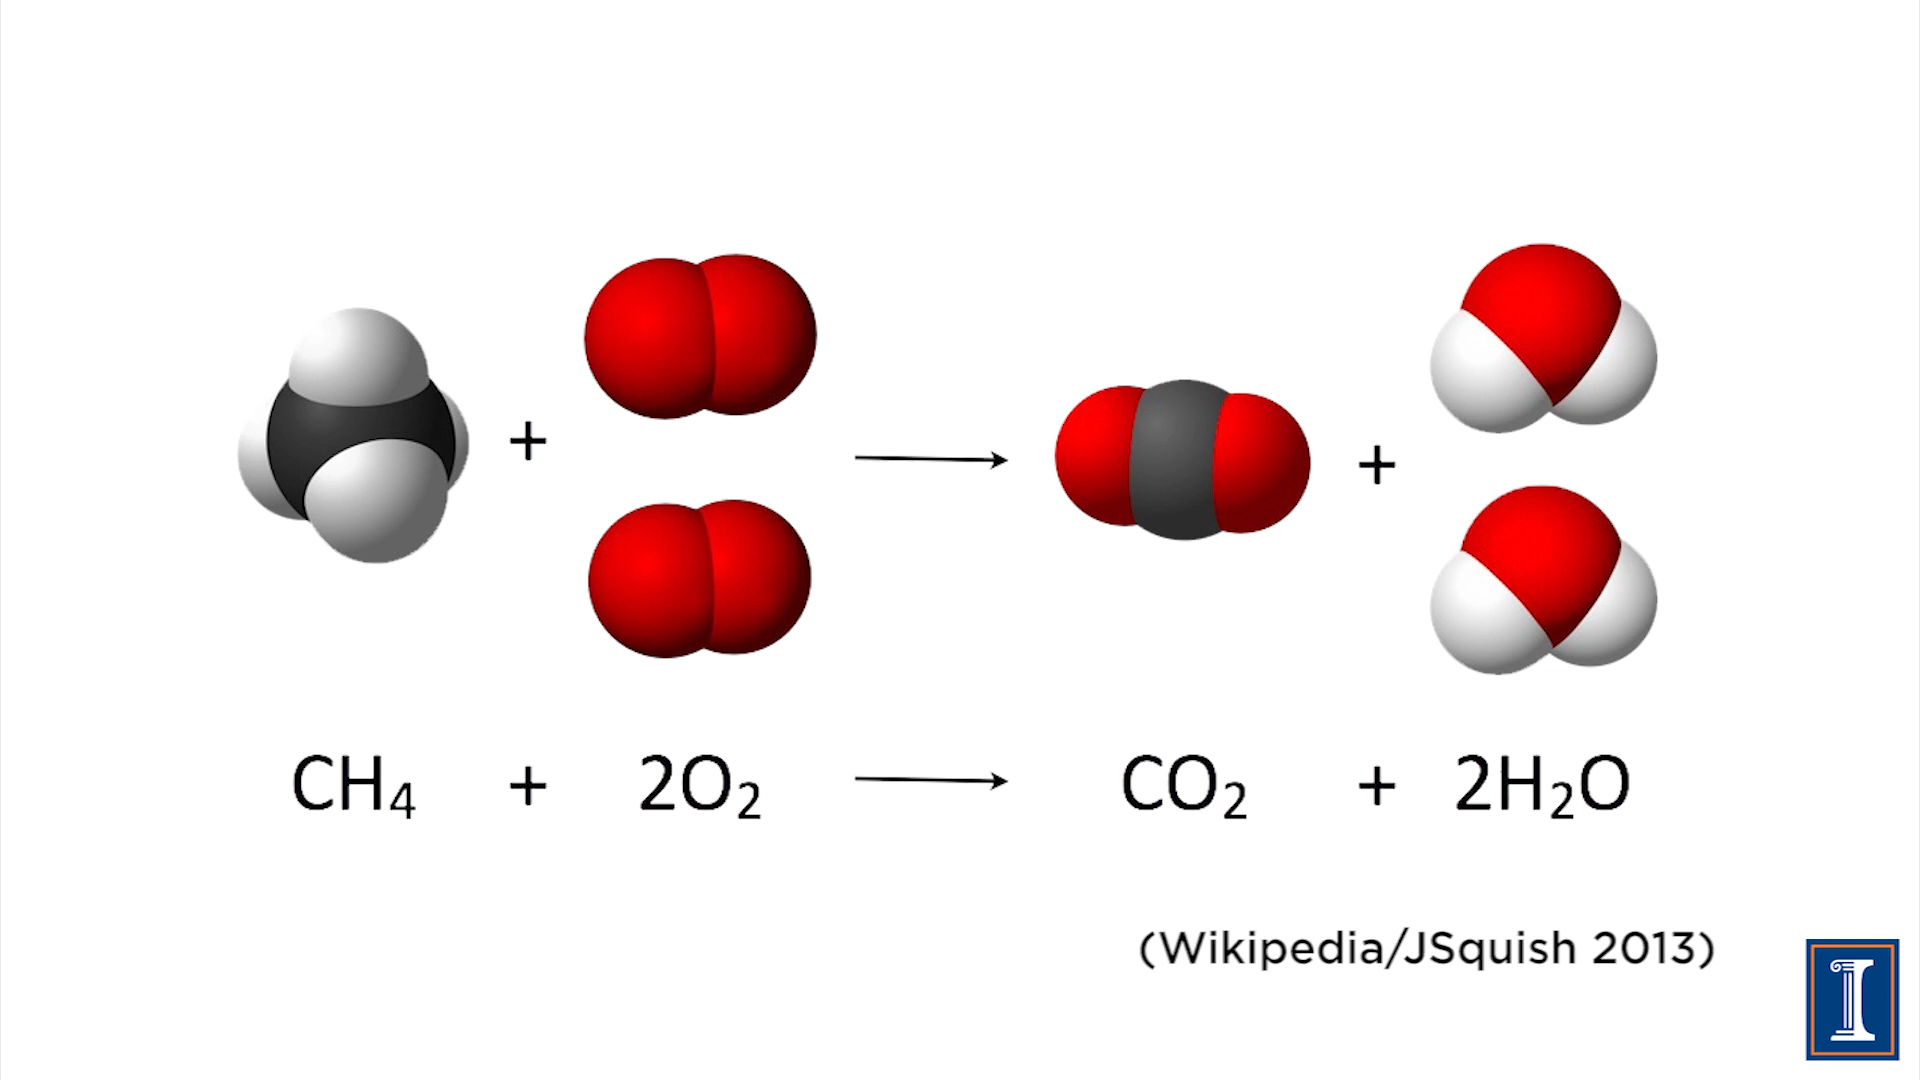 + → +
CH₄ + 2O₂ → CO₂ + 2H₂O
(Wikipedia/JSquish 2013)
I